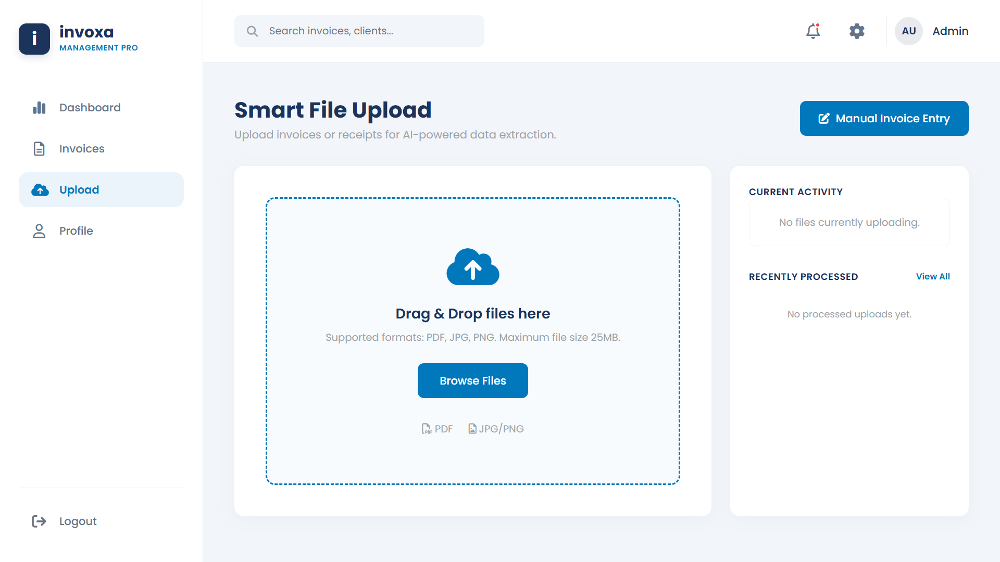 i
invoxa
MANAGEMENT PRO
Dashboard
Invoices
Upload
Profile
Logout
Search invoices, clients...
AU
Admin
Smart File Upload
Upload invoices or receipts for AI-powered data extraction.
Manual Invoice Entry
Drag & Drop files here
Supported formats: PDF, JPG, PNG. Maximum file size 25MB.
Browse Files
PDF PDF
JPG/PNG
CURRENT ACTIVITY
No files currently uploading.
RECENTLY PROCESSED
View All
No processed uploads yet.